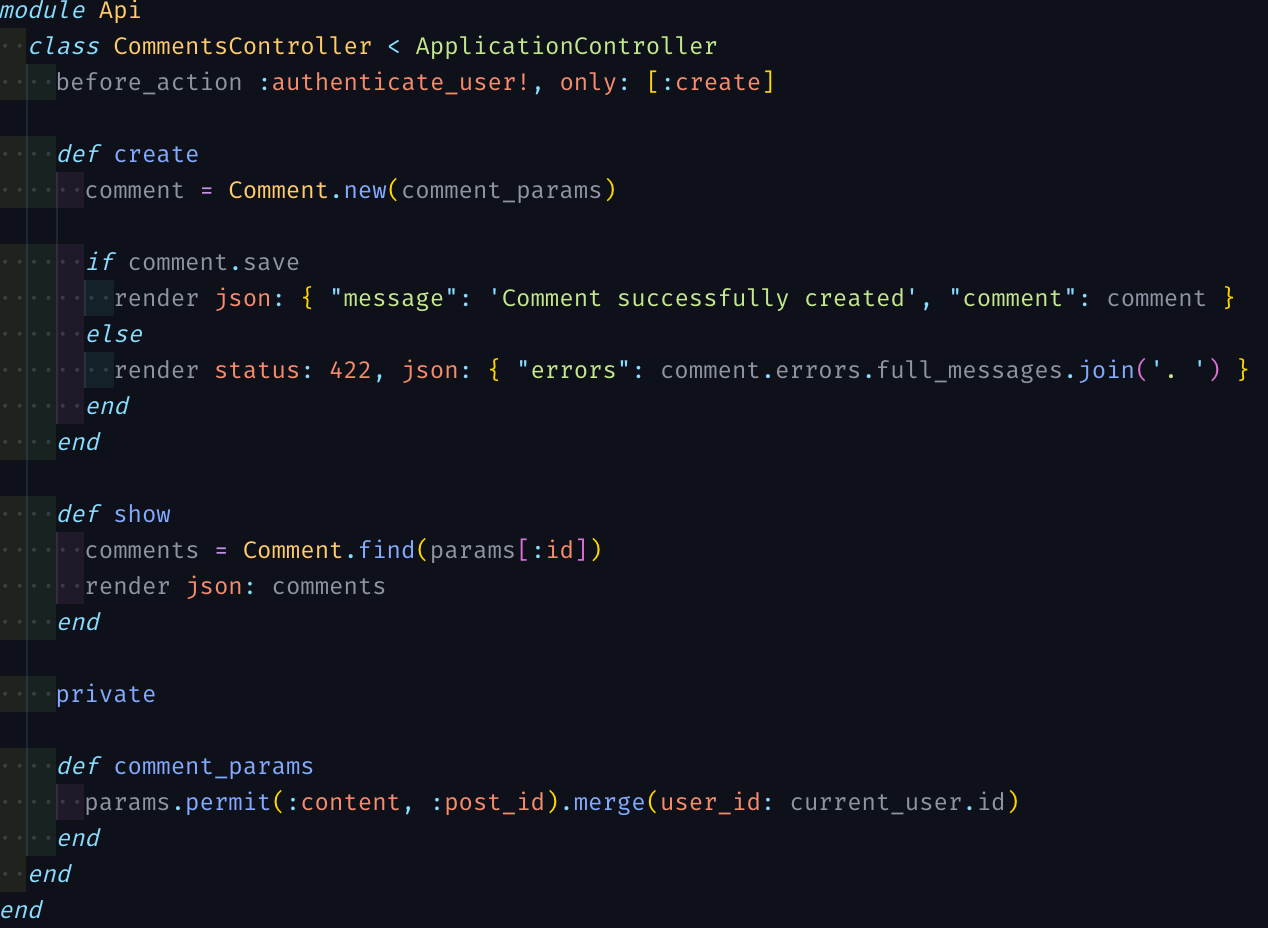 module Api
  class CommentsController < ApplicationController
    before_action :authenticate_user!, only: [:create]

    def create
      comment = Comment.new(comment_params)

      if comment.save
        render json: { "message": 'Comment successfully created', "comment": comment }
      else
        render status: 422, json: { "errors": comment.errors.full_messages.join('. ') }
      end
    end

    def show
      comments = Comment.find(params[:id])
      render json: comments
    end

    private

    def comment_params
      params.permit(:content, :post_id).merge(user_id: current_user.id)
    end
  end
end